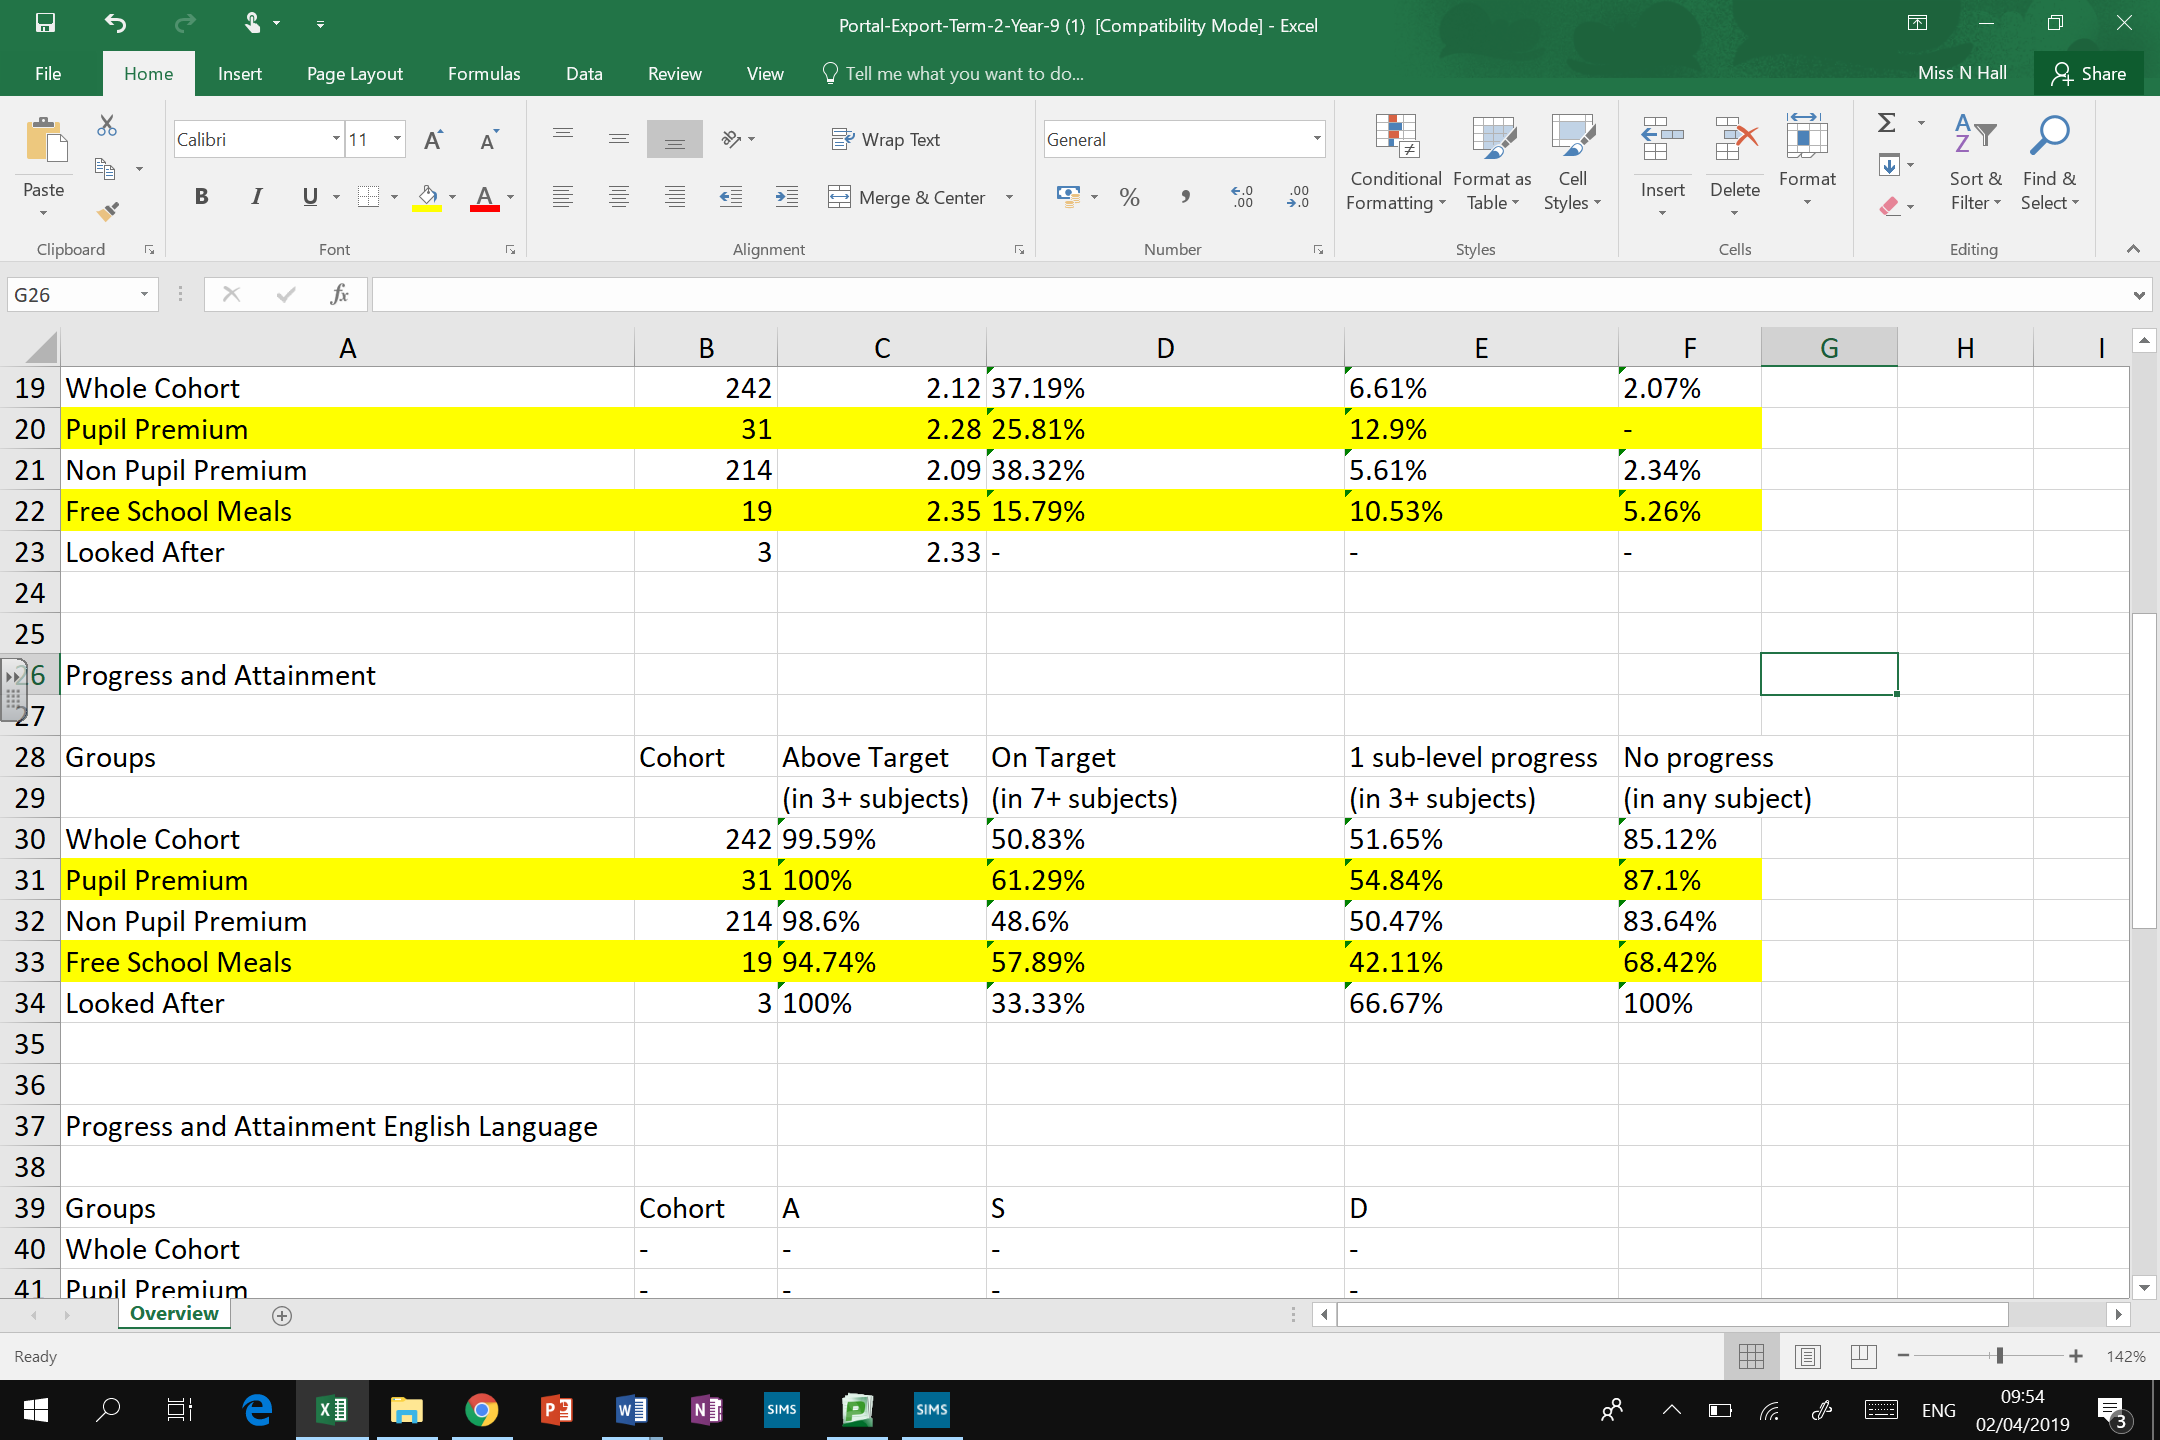 Portal-Export-Term-2-Year-9 (1) [Compatibility Mode] - Excel
File Home Insert Page Layout Formulas Data Review View Tell me what you want to do... Miss N Hall Share
Paste Calibri 11 Wrap Text General Conditional Formatting Format as Table Cell Styles Insert Delete Format Sort & Filter Find & Select
B I U A Merge & Center % , .0 .00 .00 .0
Clipboard Font Alignment Number Styles Cells Editing
G26 fx
A B C D E F G H I
19 Whole Cohort 242 2.12 37.19% 6.61% 2.07%
20 Pupil Premium 31 2.28 25.81% 12.9% -
21 Non Pupil Premium 214 2.09 38.32% 5.61% 2.34%
22 Free School Meals 19 2.35 15.79% 10.53% 5.26%
23 Looked After 3 2.33 - - -
24
25
26 Progress and Attainment
27
28 Groups Cohort Above Target On Target 1 sub-level progress No progress
29 (in 3+ subjects) (in 7+ subjects) (in 3+ subjects) (in any subject)
30 Whole Cohort 242 99.59% 50.83% 51.65% 85.12%
31 Pupil Premium 31 100% 61.29% 54.84% 87.1%
32 Non Pupil Premium 214 98.6% 48.6% 50.47% 83.64%
33 Free School Meals 19 94.74% 57.89% 42.11% 68.42%
34 Looked After 3 100% 33.33% 66.67% 100%
35
36
37 Progress and Attainment English Language
38
39 Groups Cohort A S D
40 Whole Cohort - - - -
41 Pupil Premium - - - -
Overview
Ready 142%
SIMS SIMS ENG 09:54
02/04/2019 3